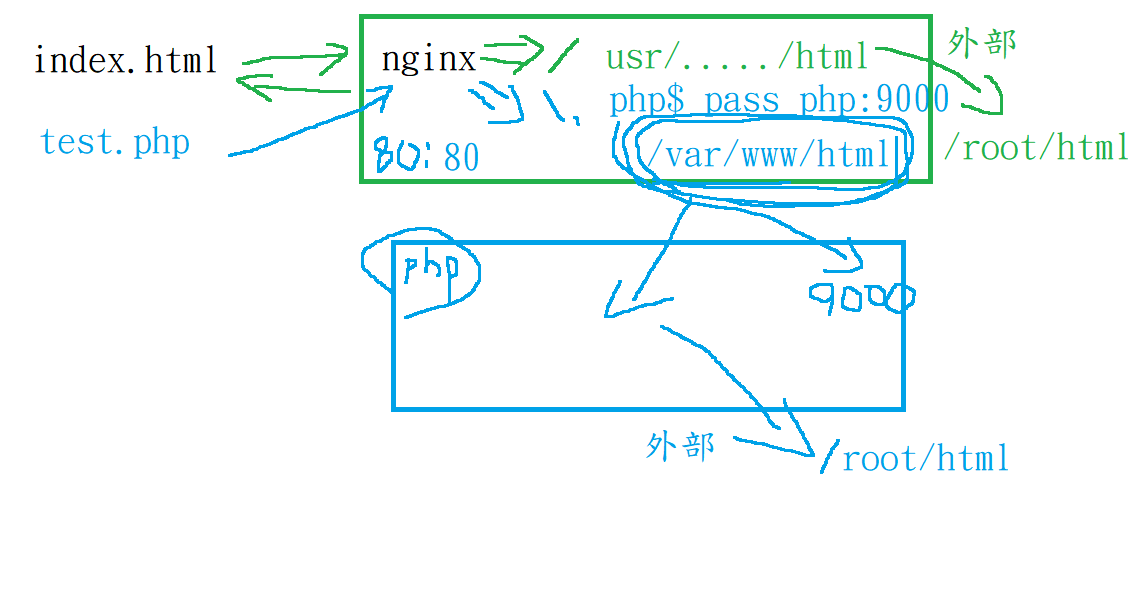 index.html
test.php
nginx
/ usr/...../html
\. php$ pass php:9000
/var/www/html
80:80
外部
/root/html
php
9000
外部
/root/html